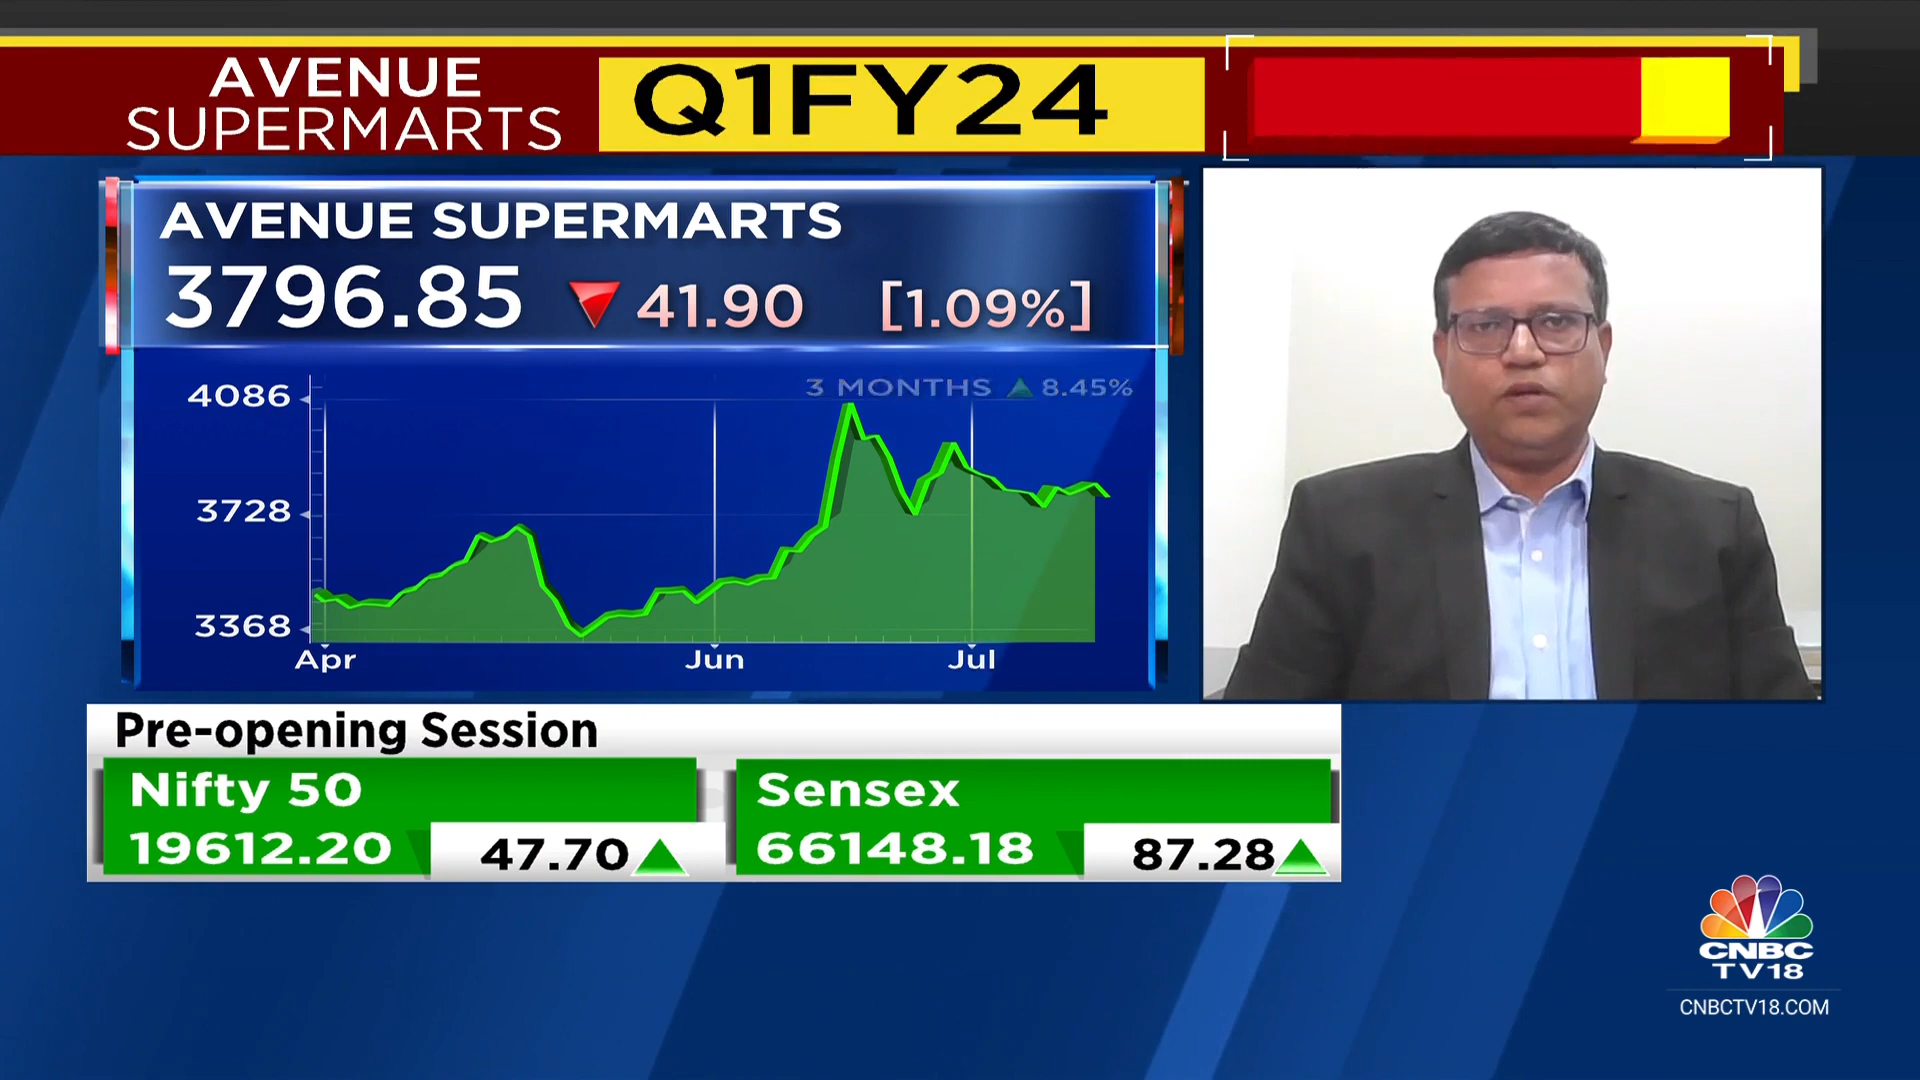 AVENUE
SUPERMARTS
Q1FY24
AVENUE SUPERMARTS
3796.85 ▼ 41.90 [1.09%]
3 MONTHS ▲ 8.45%
4086
3728
3368
Apr Jun Jul
Pre-opening Session
Nifty 50
19612.20 47.70 ▲
Sensex
66148.18 87.28 ▲
CNBC
TV18
CNBCTV18.COM